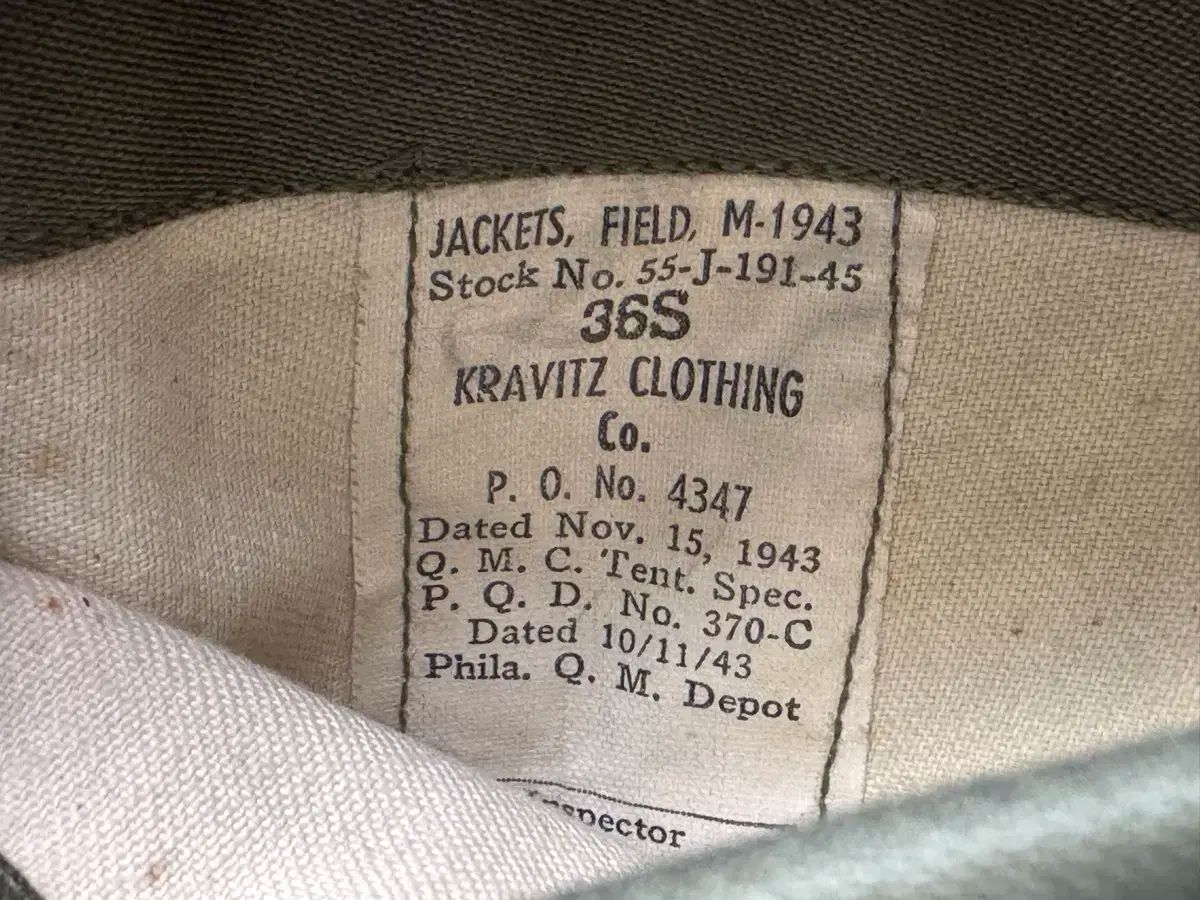 JACKETS, FIELD, M-1943
Stock No. 55-J-191-45
36S
KRAVITZ CLOTHING
Co.
P. O. No. 4347
Dated Nov. 15, 1943
Q. M. C. Tent. Spec.
P. Q. D. No. 370-C
Dated 10/11/43
Phila. Q. M. Depot
Inspector